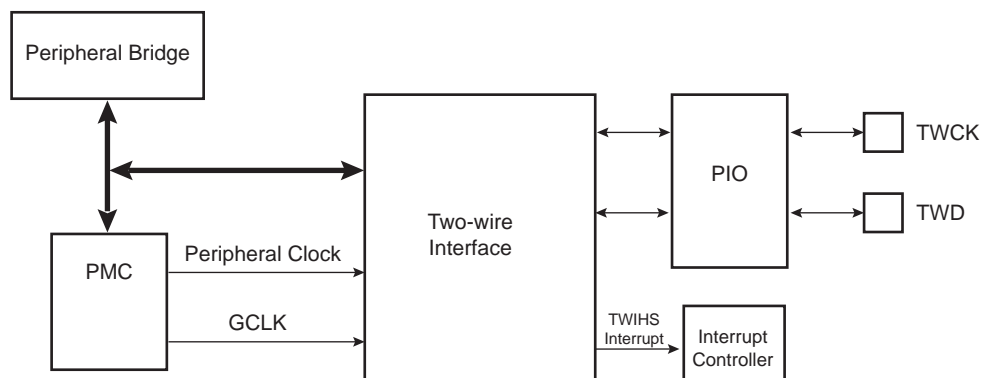 Peripheral Bridge
TWCK
PIO
TWD
Two-wire
Interface
Peripheral Clock
PMC
GCLK
TWIHS
Interrupt
Interrupt
Controller